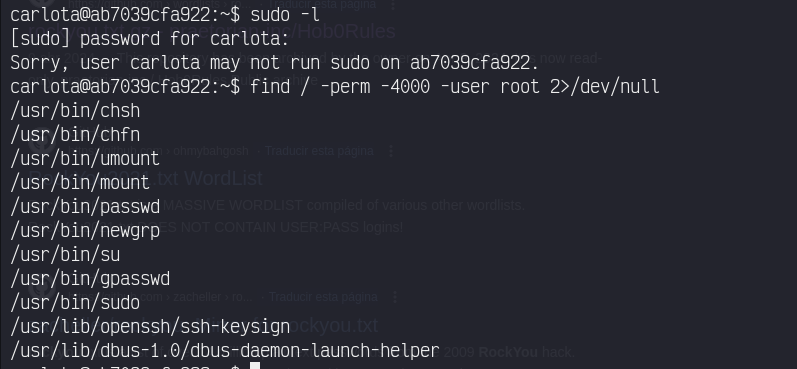 carlota@ab7039cfa922:~$ sudo -l
[sudo] password for carlota:
Sorry, user carlota may not run sudo on ab7039cfa922.
carlota@ab7039cfa922:~$ find / -perm -4000 -user root 2>/dev/null
/usr/bin/chsh
/usr/bin/chfn
/usr/bin/umount
/usr/bin/mount
/usr/bin/passwd
/usr/bin/newgrp
/usr/bin/su
/usr/bin/gpasswd
/usr/bin/sudo
/usr/lib/openssh/ssh-keysign
/usr/lib/dbus-1.0/dbus-daemon-launch-helper